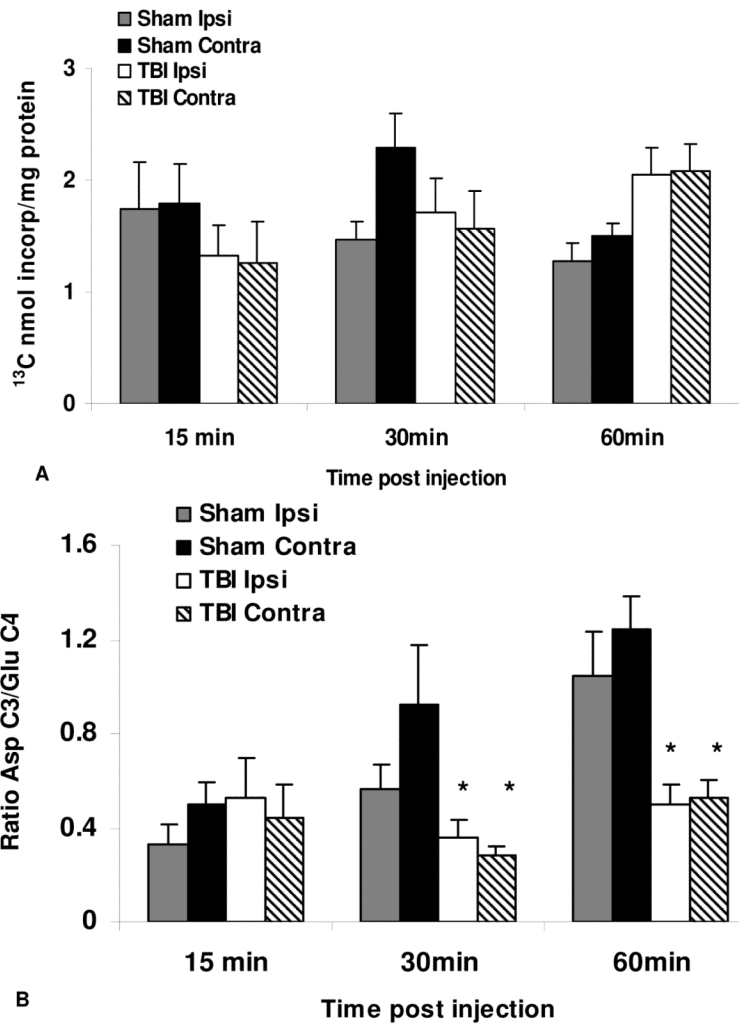 Sham Ipsi
Sham Contra
TBI Ipsi
TBI Contra
¹³C nmol incorp/mg protein
3
2
1
0
15 min 30min 60min
A
Time post injection
Sham Ipsi
Sham Contra
TBI Ipsi
TBI Contra
Ratio Asp C3/Glu C4
1.6
1.2
0.8
0.4
0
* * * *
15 min 30min 60min
B
Time post injection